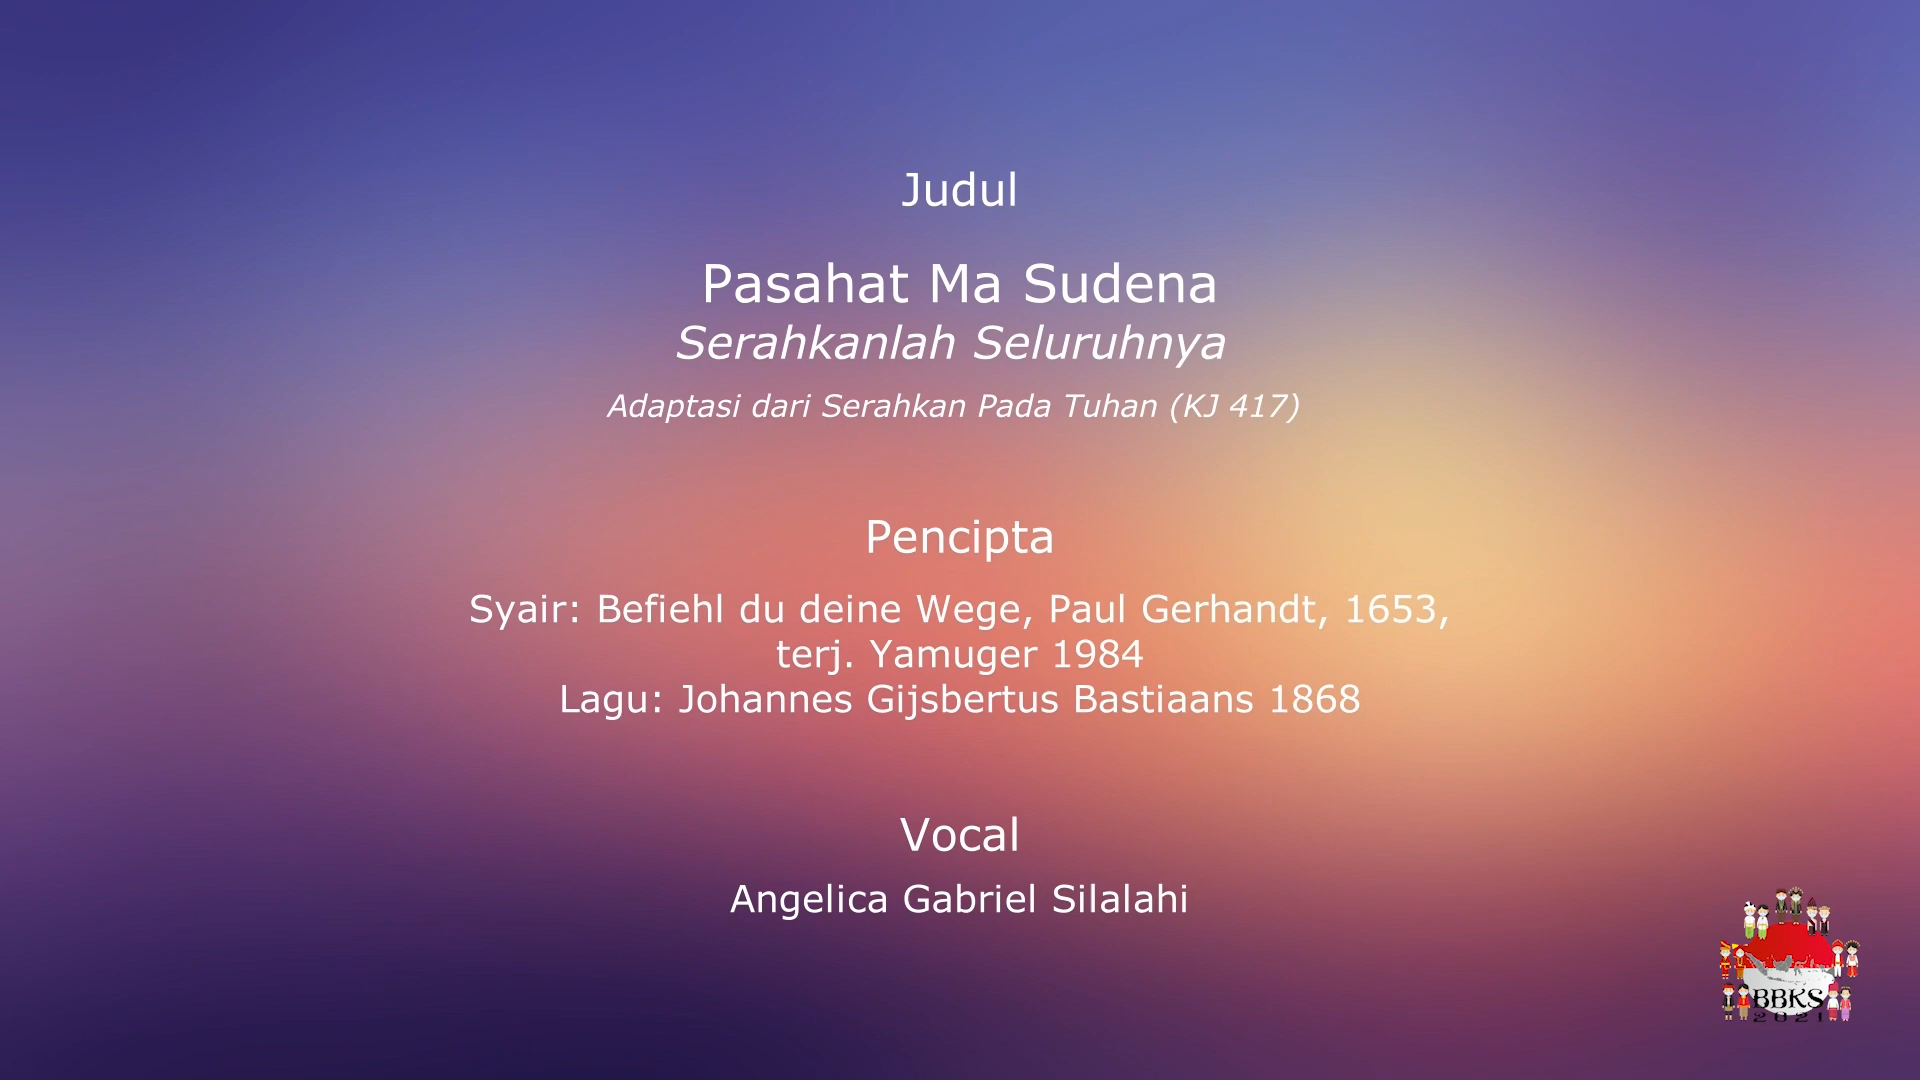 Judul
Pasahat Ma Sudena
Serahkanlah Seluruhnya
Adaptasi dari Serahkan Pada Tuhan (KJ 417)
Pencipta
Syair: Befiehl du deine Wege, Paul Gerhandt, 1653,
terj. Yamuger 1984
Lagu: Johannes Gijsbertus Bastiaans 1868
Vocal
Angelica Gabriel Silalahi
BBKS
2021